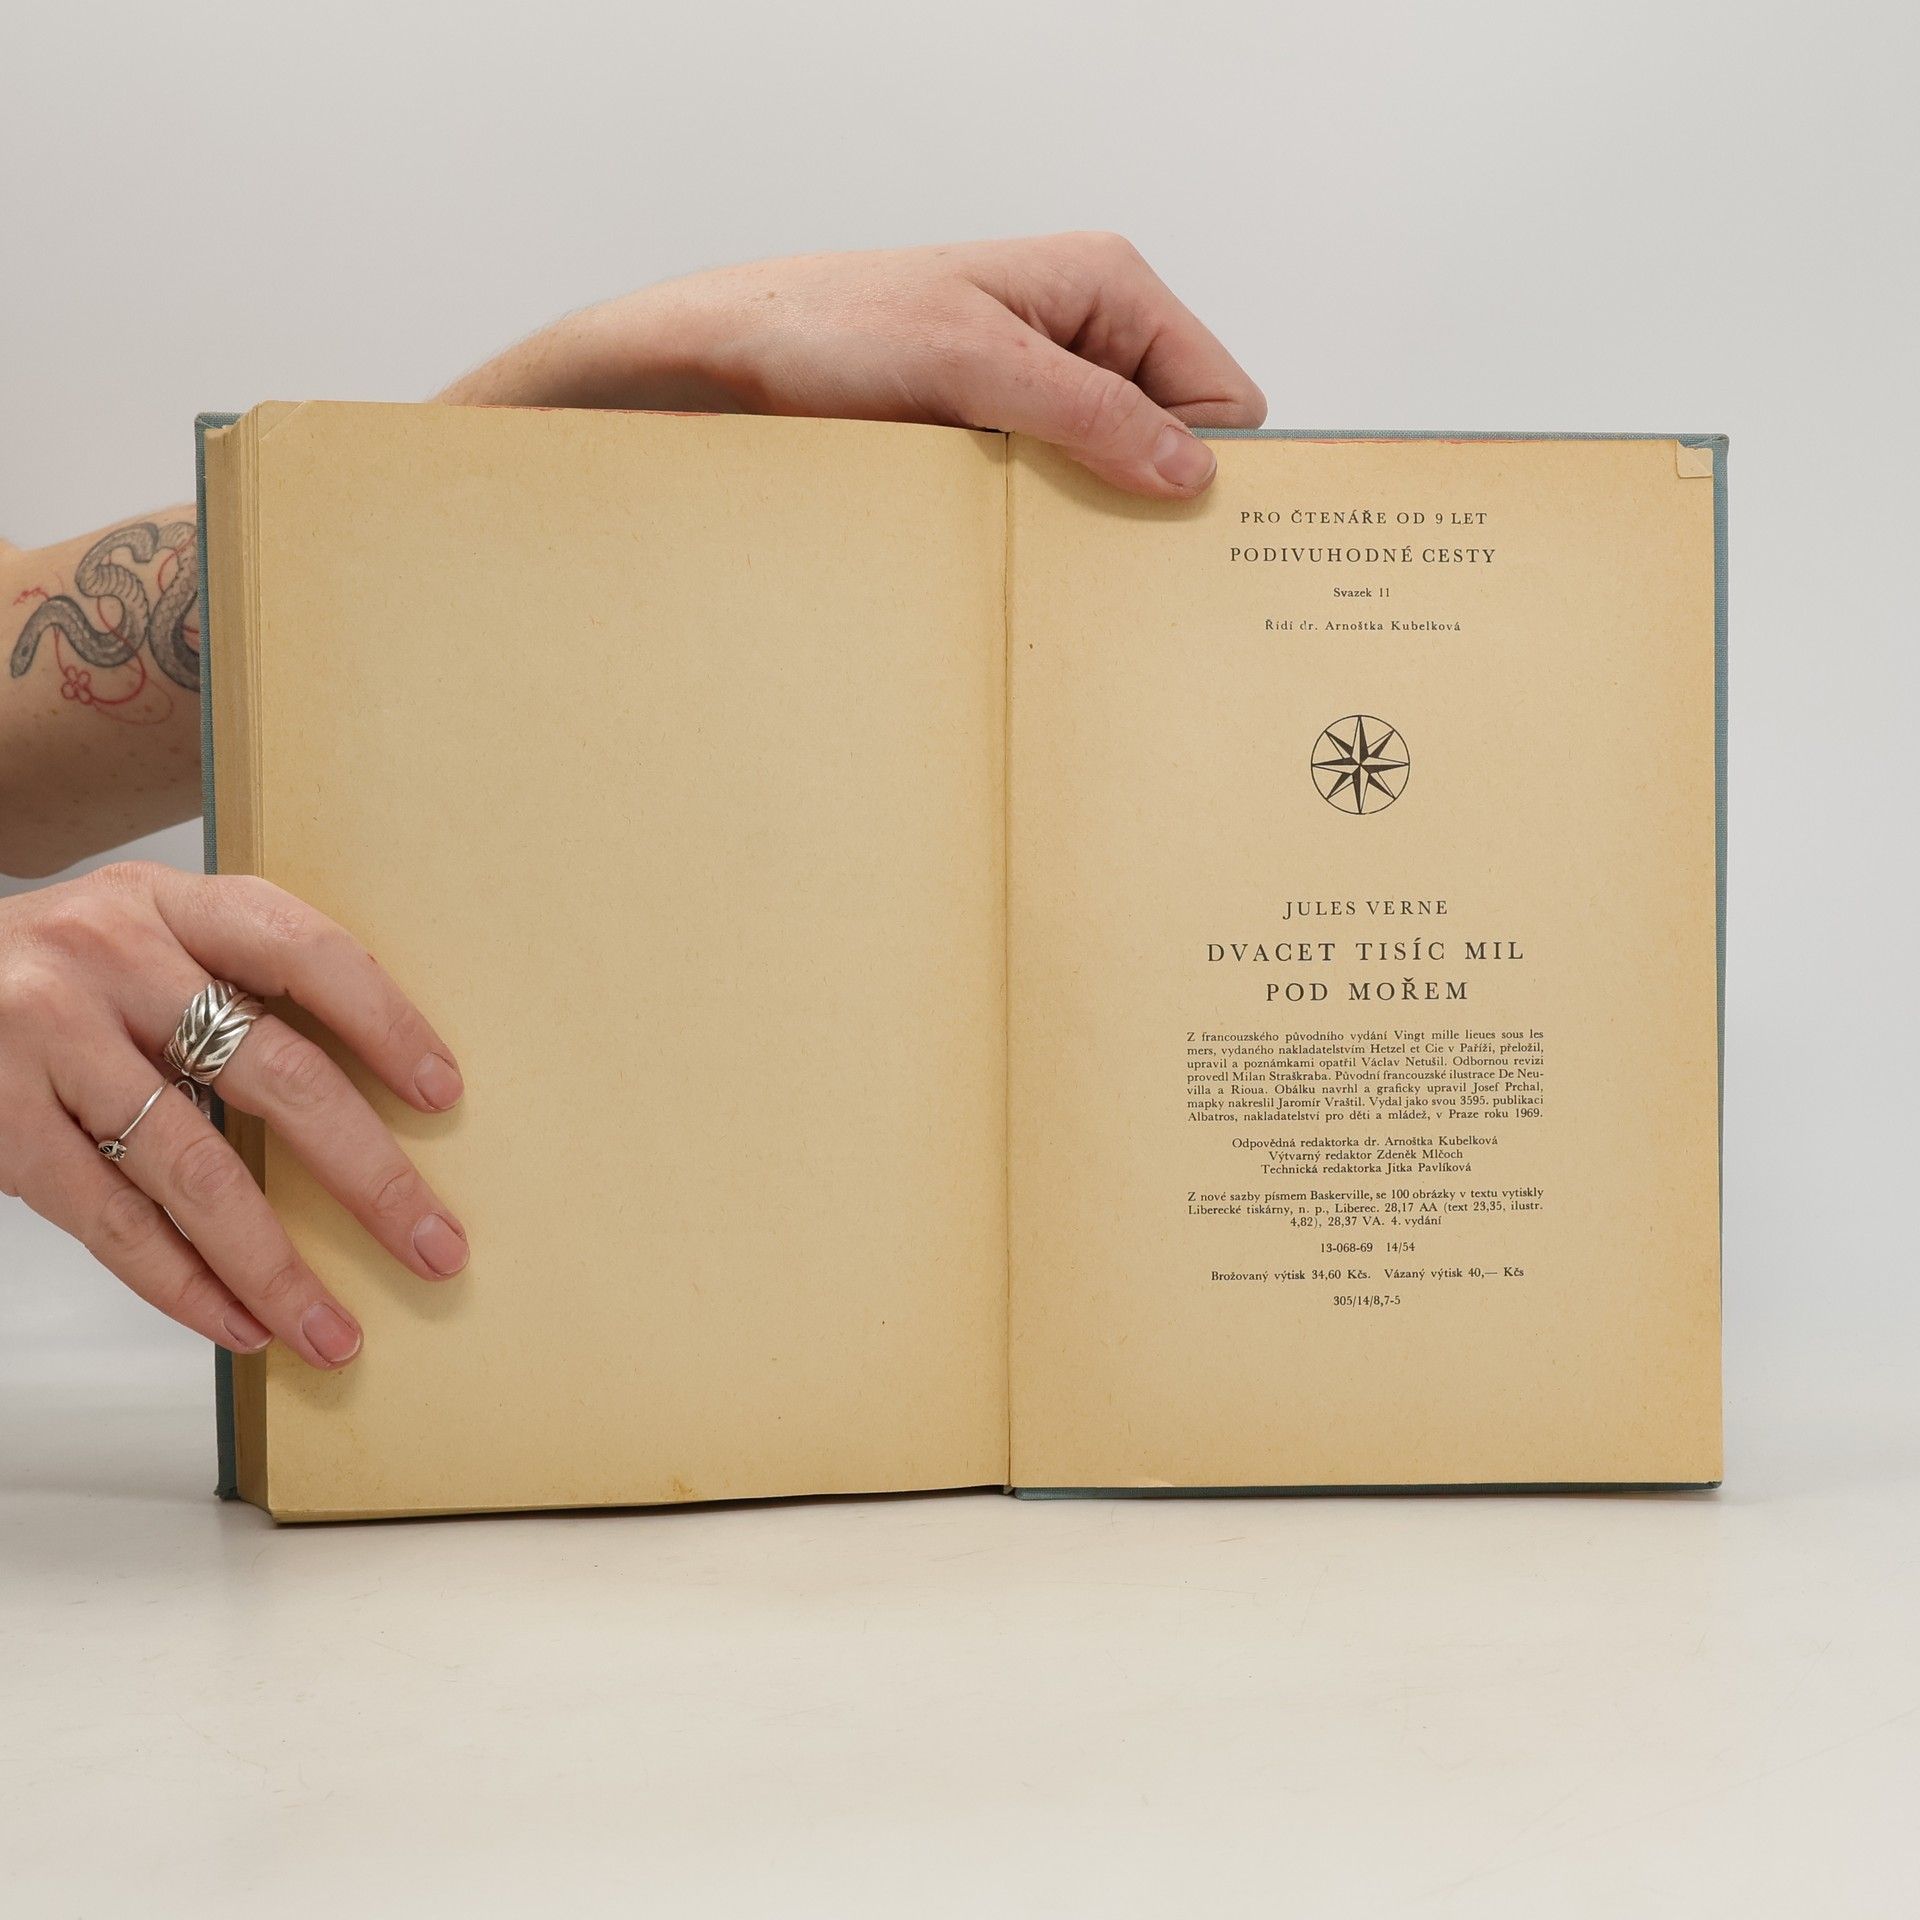 PRO ČTENÁŘE OD 9 LET
PODIVUHODNÉ CESTY
Svazek 11
Řídí dr. Arnoštka Kubelková
JULES VERNE
DVACET TISÍC MIL
POD MOŘEM
Z francouzského původního vydání Vingt mille lieues sous les
mers, vydaného nakladatelstvím Hetzel et Cie v Paříži, přeložil,
upravil a poznámkami opatřil Václav Netušil. Odbornou revizi
provedl Milan Straškraba. Původní francouzské ilustrace De Neu-
villa a Rioua. Obálku navrhl a graficky upravil Josef Prchal,
mapky nakreslil Jaromír Vraštil. Vydal jako svou 3595. publikaci
Albatros, nakladatelství pro děti a mládež, v Praze roku 1969.
Odpovědná redaktorka dr. Arnoštka Kubelková
Výtvarný redaktor Zdeněk Mlčoch
Technická redaktorka Jitka Pavlíková
Z nové sazby písmem Baskerville, se 100 obrázky v textu vytiskly
Liberecké tiskárny, n. p., Liberec. 28,17 AA (text 23,35, ilustr.
4,82), 28,37 VA. 4. vydání
13-068-69 14/54
Brožovaný výtisk 34,60 Kčs. Vázaný výtisk 40,— Kčs
305/14/8,7-5